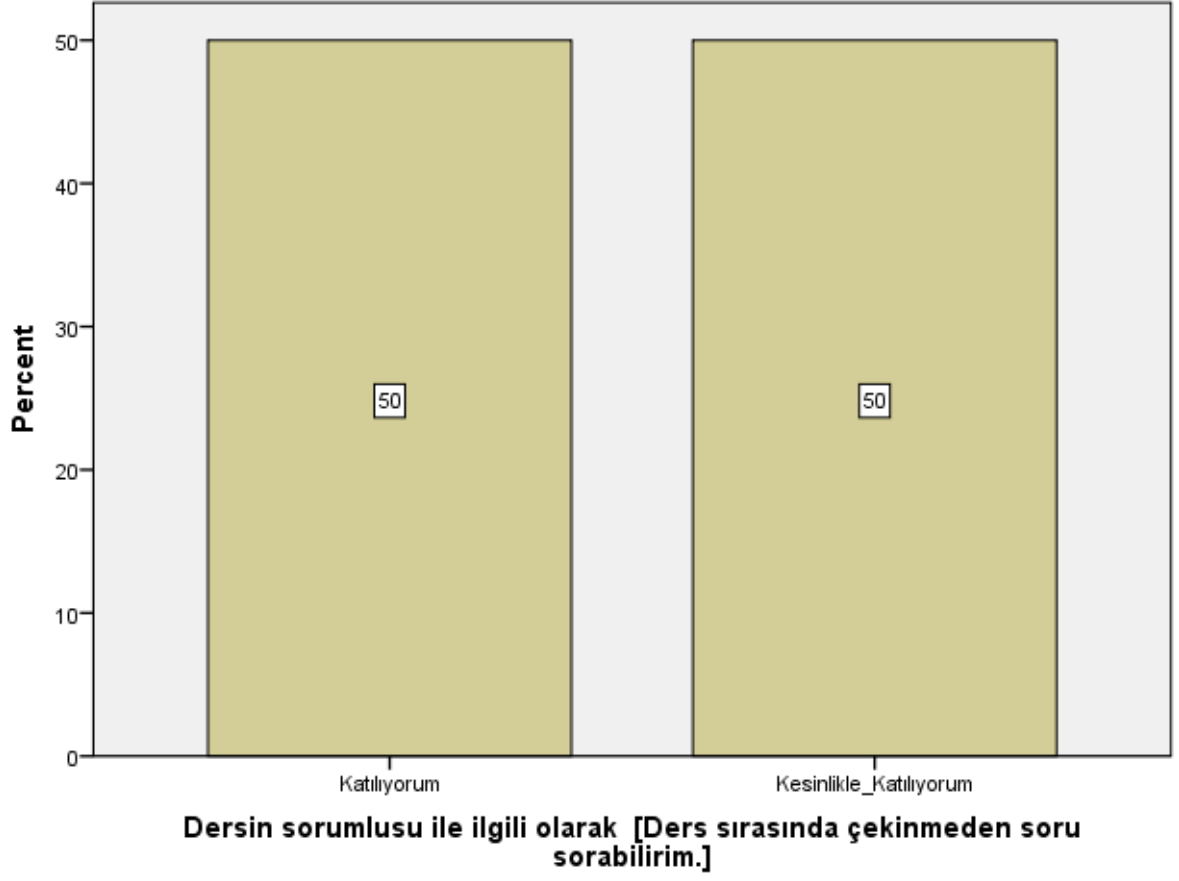 Percent
50
40
30
20
10
0
50
50
Katılıyorum
Kesinlikle_Katılıyorum
Dersin sorumlusu ile ilgili olarak [Ders sırasında çekinmeden soru
sorabilirim.]